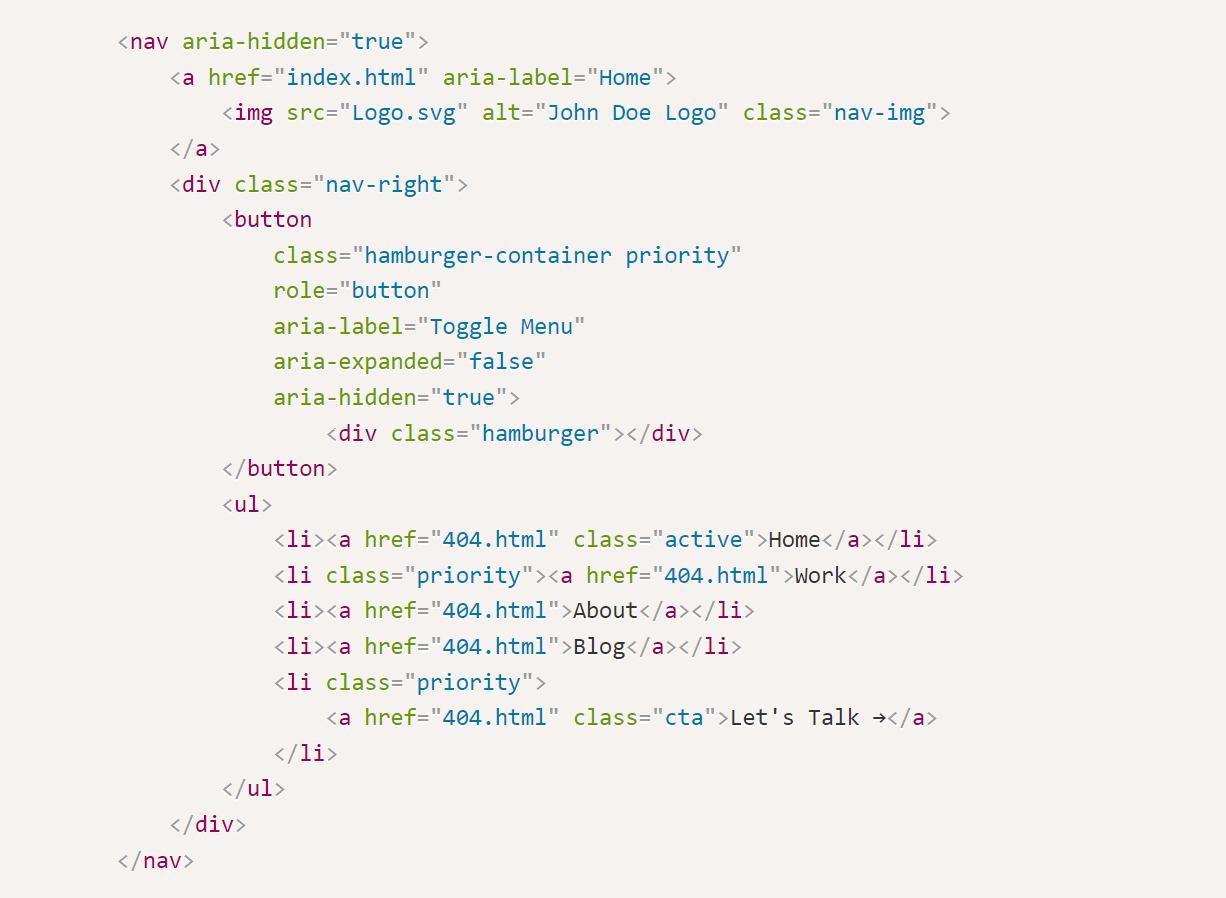 <nav aria-hidden="true">
    <a href="index.html" aria-label="Home">
        <img src="Logo.svg" alt="John Doe Logo" class="nav-img">
    </a>
    <div class="nav-right">
        <button
            class="hamburger-container priority"
            role="button"
            aria-label="Toggle Menu"
            aria-expanded="false"
            aria-hidden="true">
                <div class="hamburger"></div>
        </button>
        <ul>
            <li><a href="404.html" class="active">Home</a></li>
            <li class="priority"><a href="404.html">Work</a></li>
            <li><a href="404.html">About</a></li>
            <li><a href="404.html">Blog</a></li>
            <li class="priority">
                <a href="404.html" class="cta">Let's Talk →</a>
            </li>
        </ul>
    </div>
</nav>